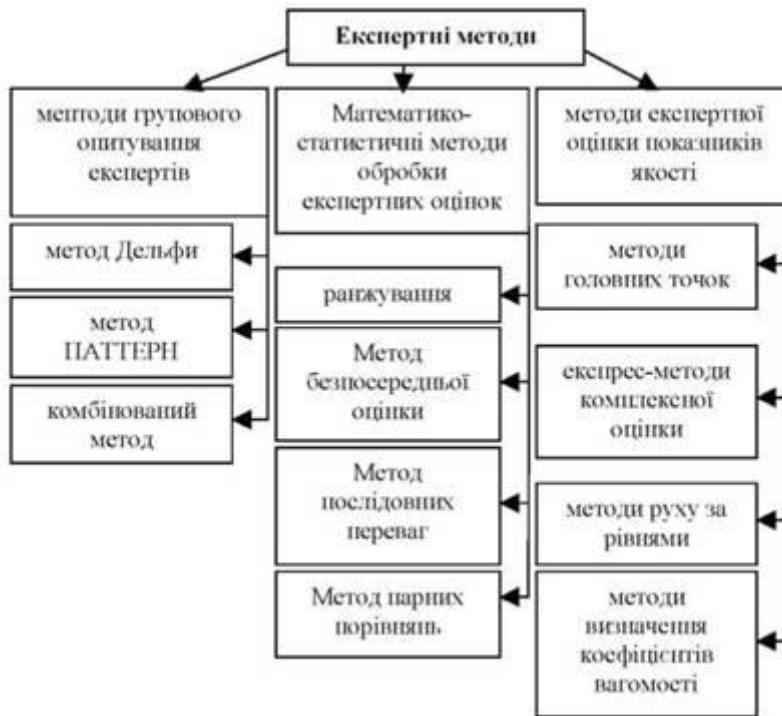 Експертні методи
мептоди групового
опитування
експертів
метод Дельфи
метод
ПАТТЕРН
комбінований
метод
Математико-
статистичні методи
обробки
експертних оцінок
ранжування
Метод
безпосередньої
оцінки
Метод
послідовних
переваг
Метод парних
порівнянь
методи експертної
оцінки показників
якості
методи
головних точок
експрес-методи
комплексної
оцінки
методи руху за
рівнями
методи
визначення
коефіцієнтів
вагомості